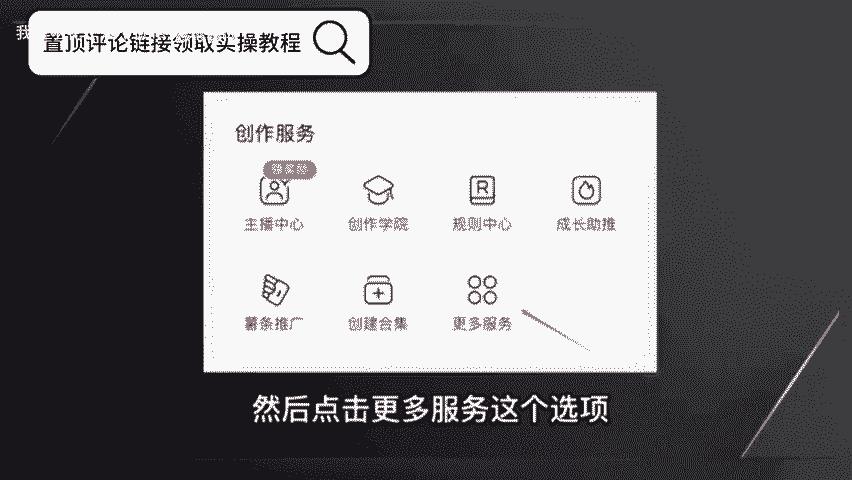 我
置顶评论链接领取实操教程
创作服务
主播中心
创作学院
规则中心
成长助推
薯条推广
创建合集
更多服务
然后点击更多服务这个选项